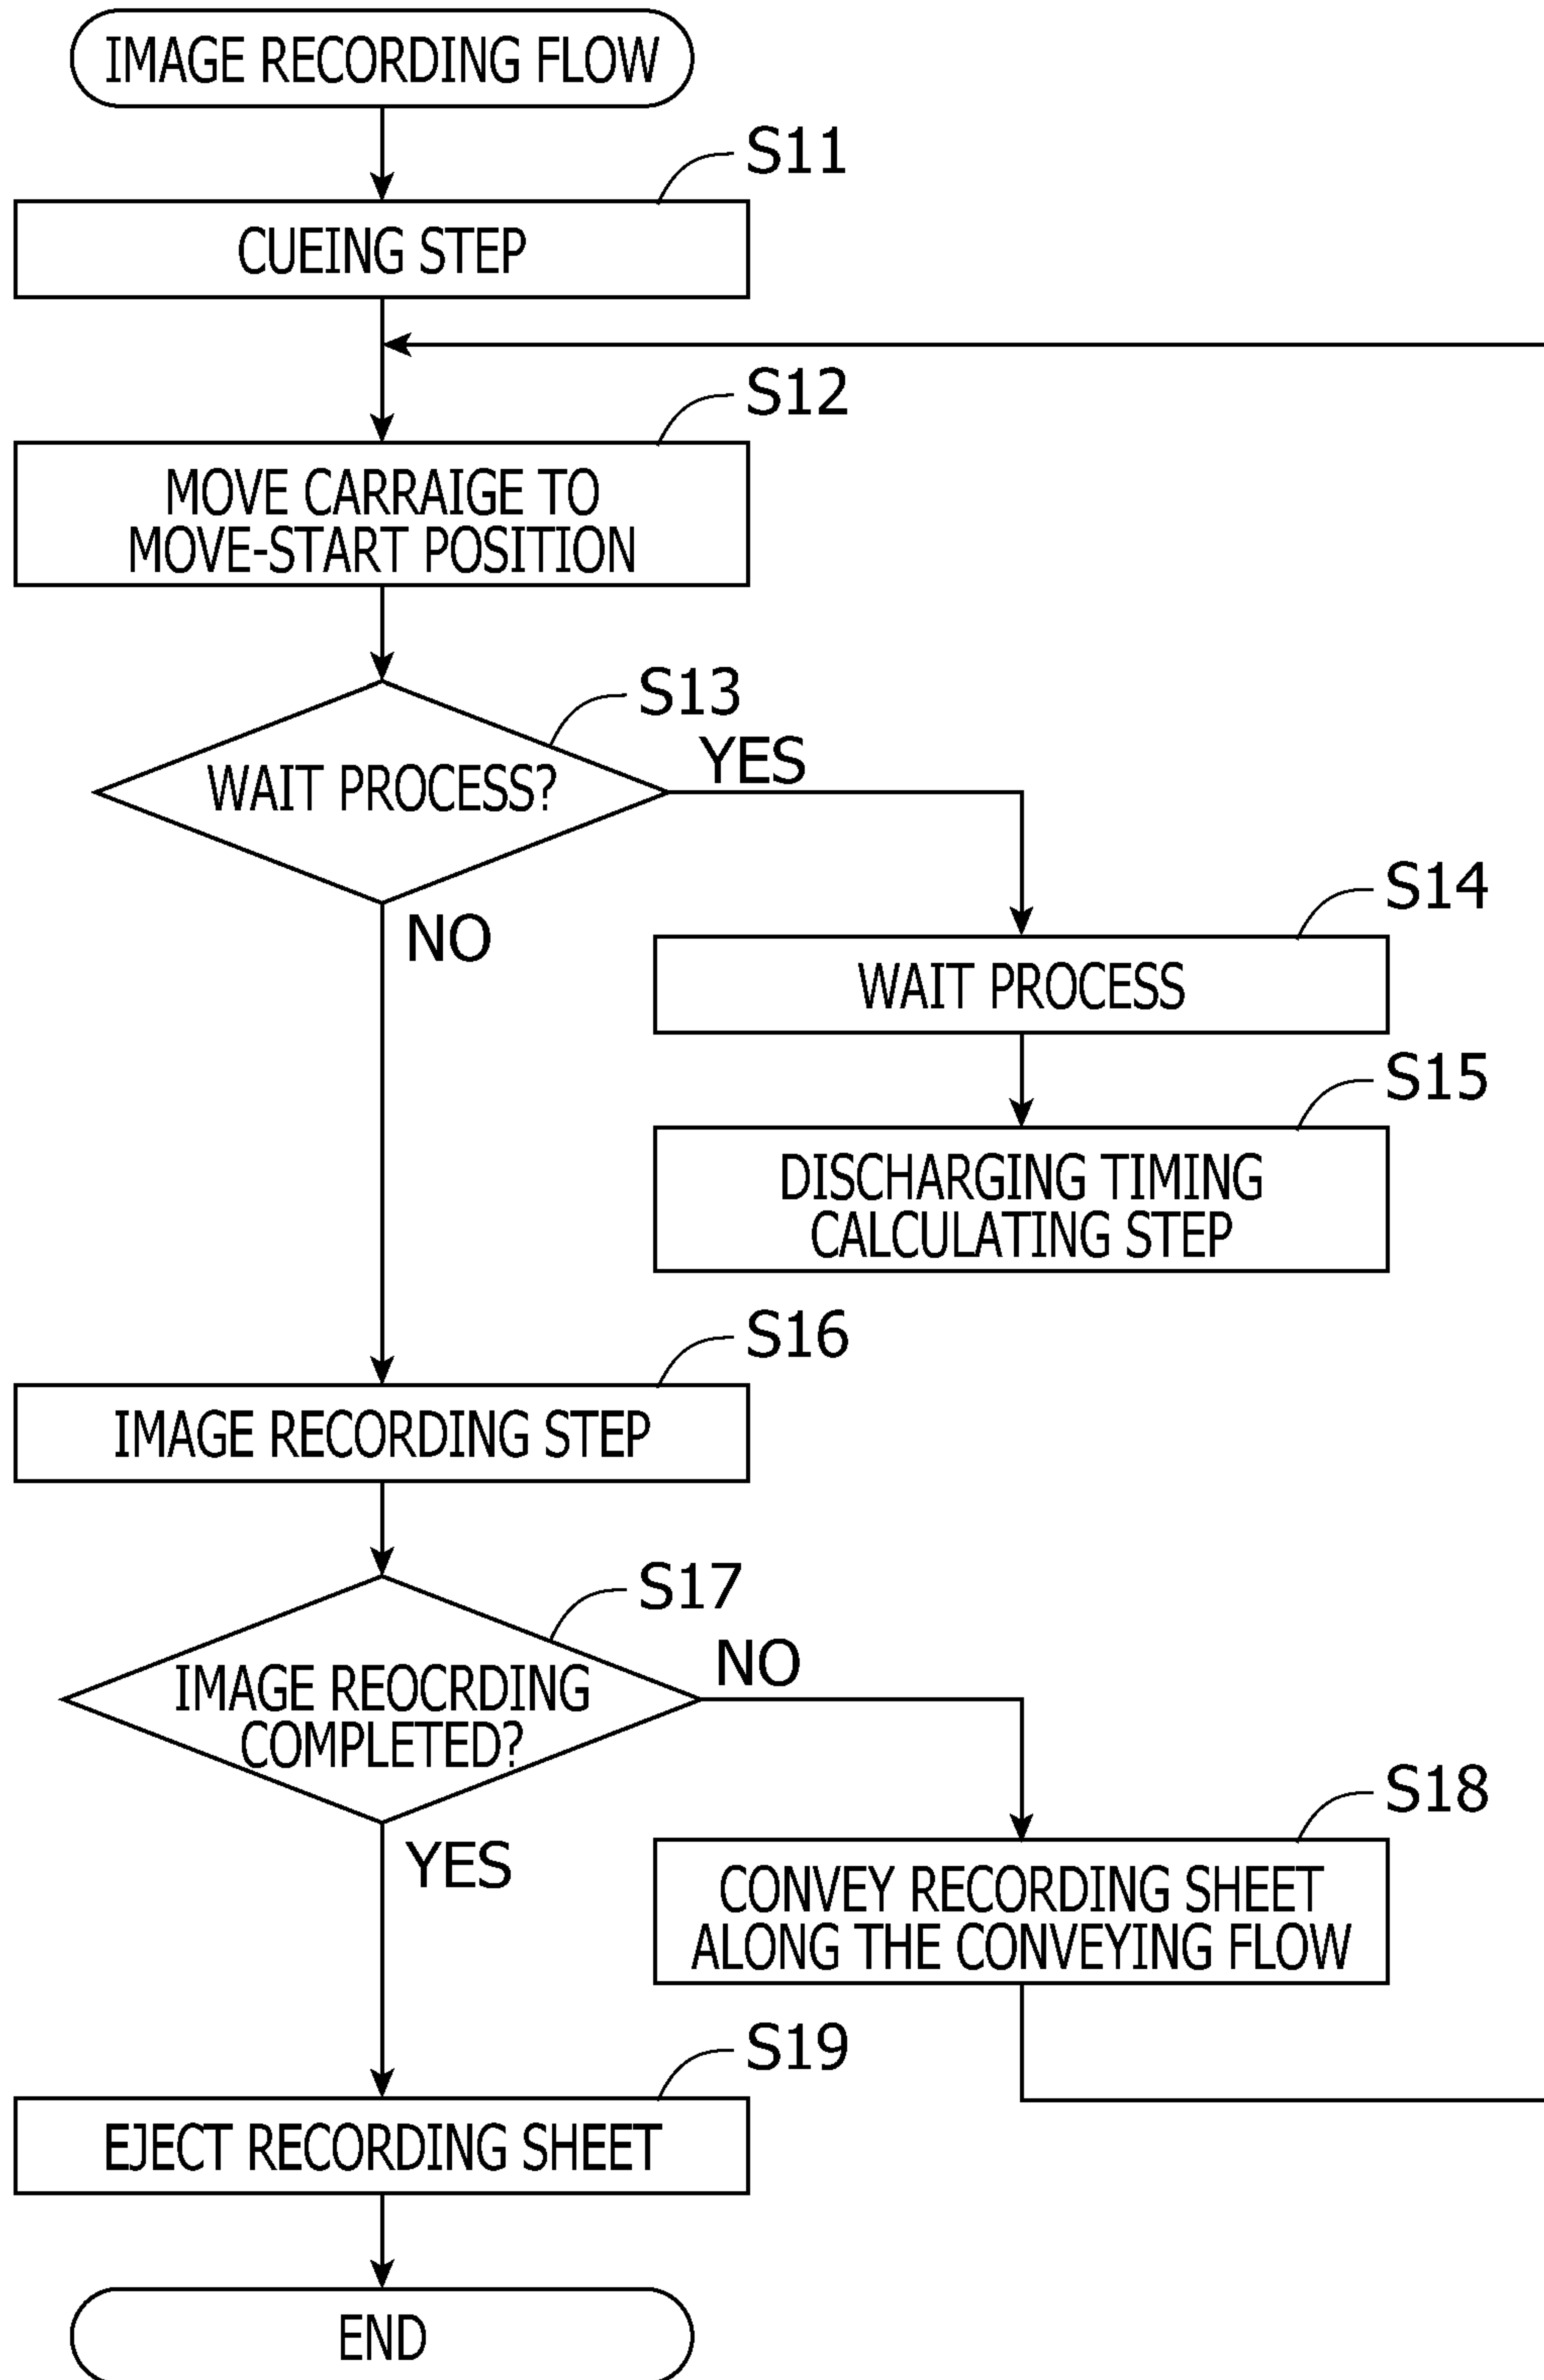 IMAGE RECORDING FLOW
S11
CUEING STEP
S12
MOVE CARRAIGE TO
MOVE-START POSITION
S13
WAIT PROCESS?
YES
NO
S14
WAIT PROCESS
S15
DISCHARGING TIMING
CALCULATING STEP
S16
IMAGE RECORDING STEP
S17
IMAGE REOCRDING
COMPLETED?
NO
YES
S18
CONVEY RECORDING SHEET
ALONG THE CONVEYING FLOW
S19
EJECT RECORDING SHEET
END